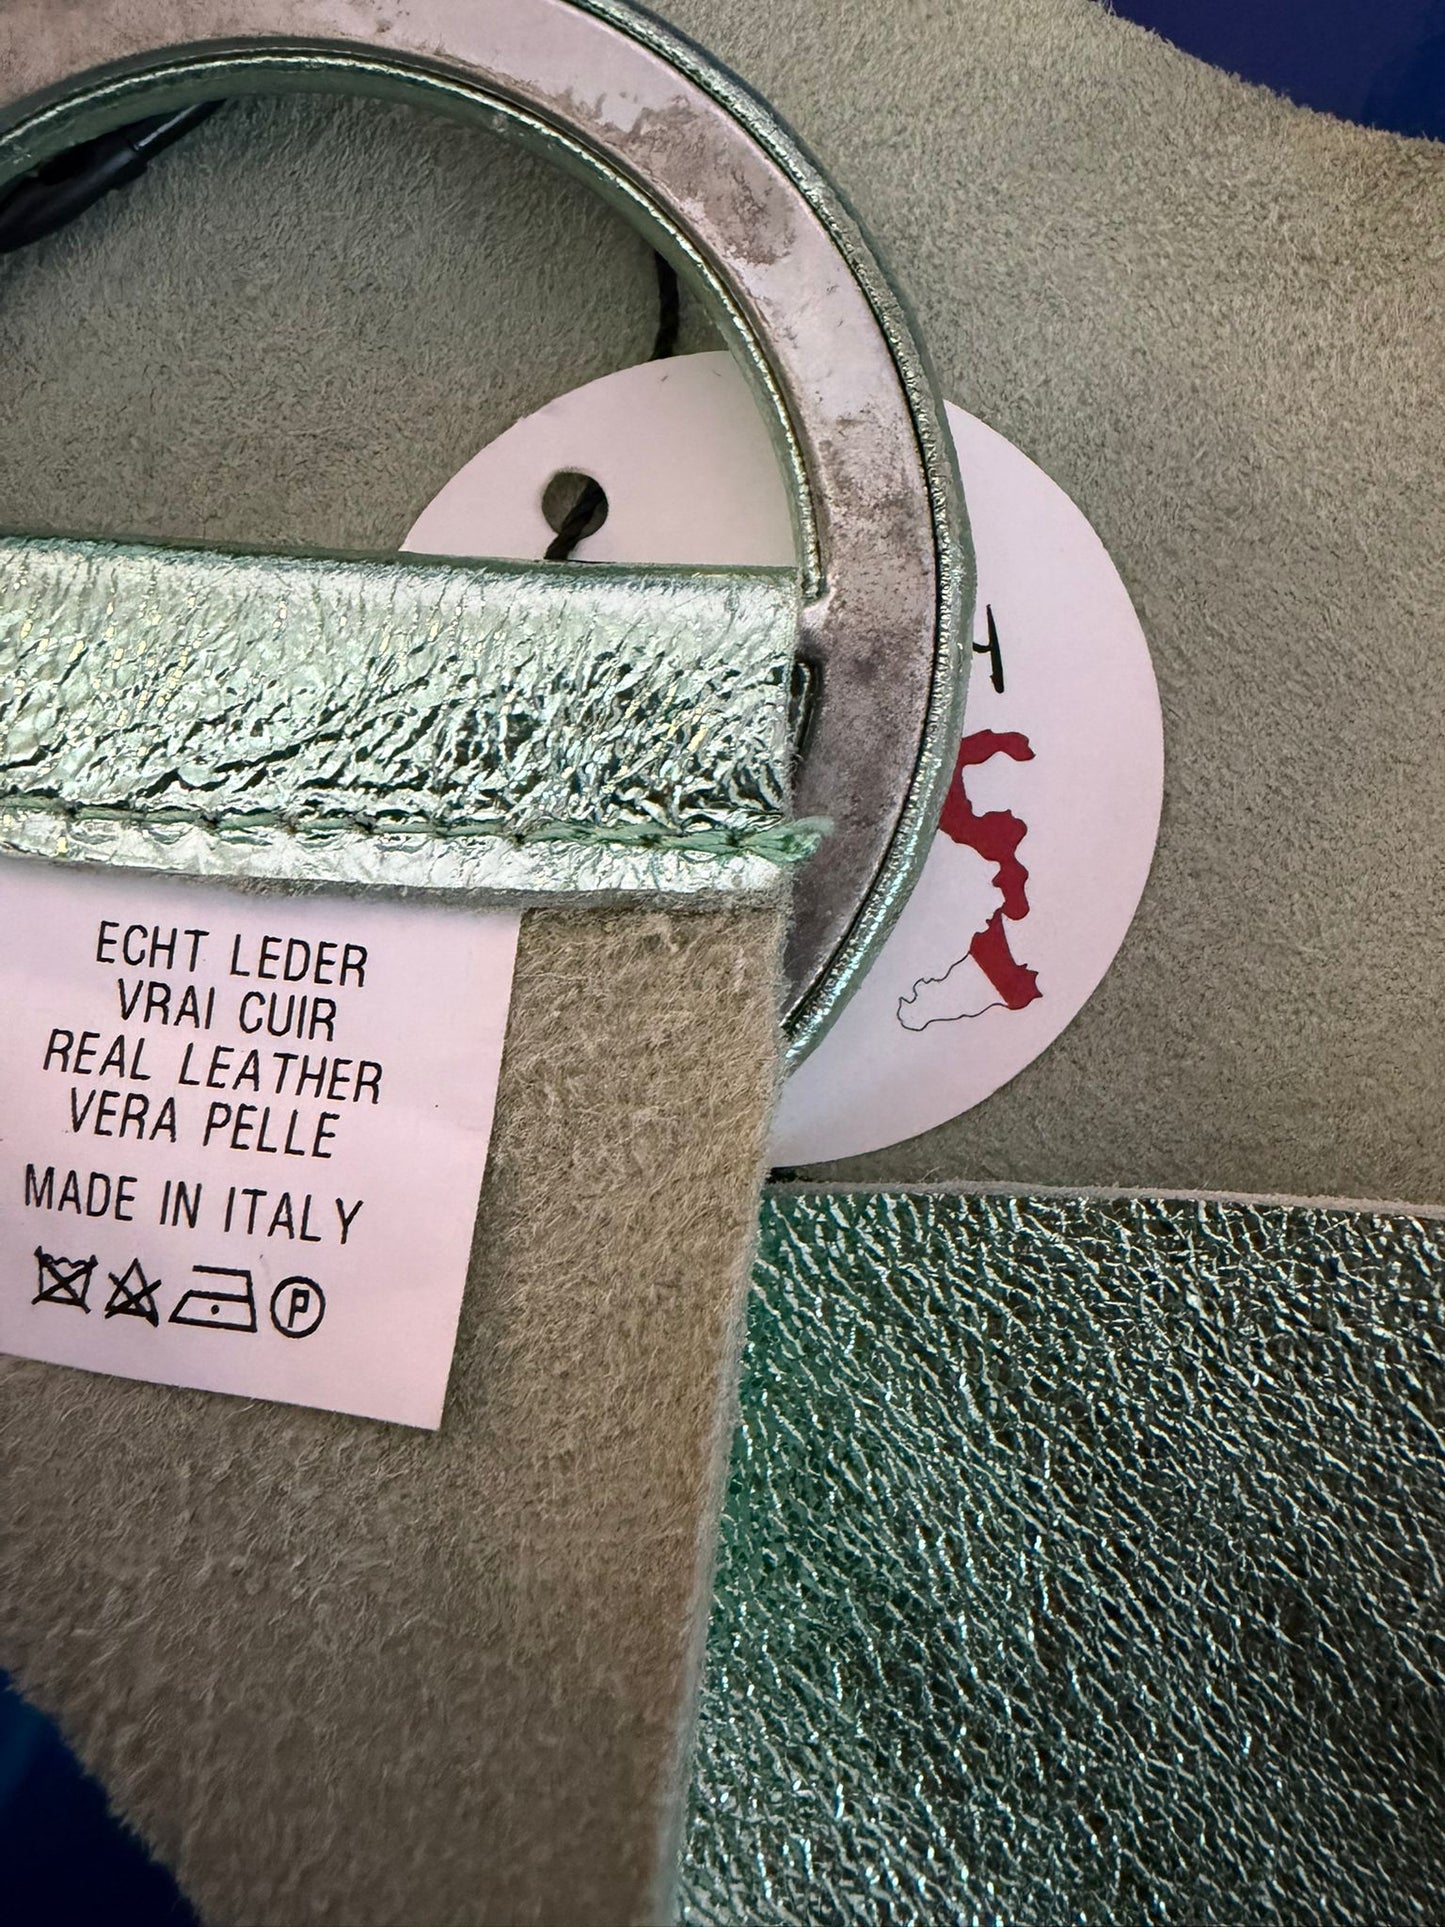 ECHT LEDER
VRAI CUIR
REAL LEATHER
VERA PELLE
MADE IN ITALY
P